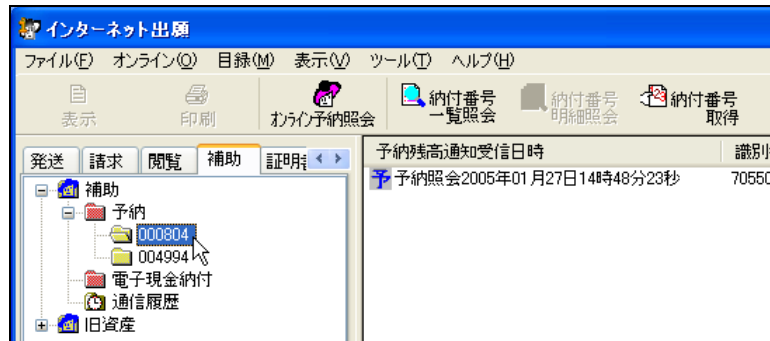 インターネット出願
ファイル(F) オンライン(O) 目録(M) 表示(V) ツール(T) ヘルプ(H)
表示 印刷 オンライン予納照会 納付番号一覧照会 納付番号明細照会 納付番号取得
発送 請求 閲覧 補助
予納残高通知受信日時
予 予納照会2005年01月27日14時48分23秒 70550
補助
予納
000804
004994
電子現金納付
通信履歴
旧資産